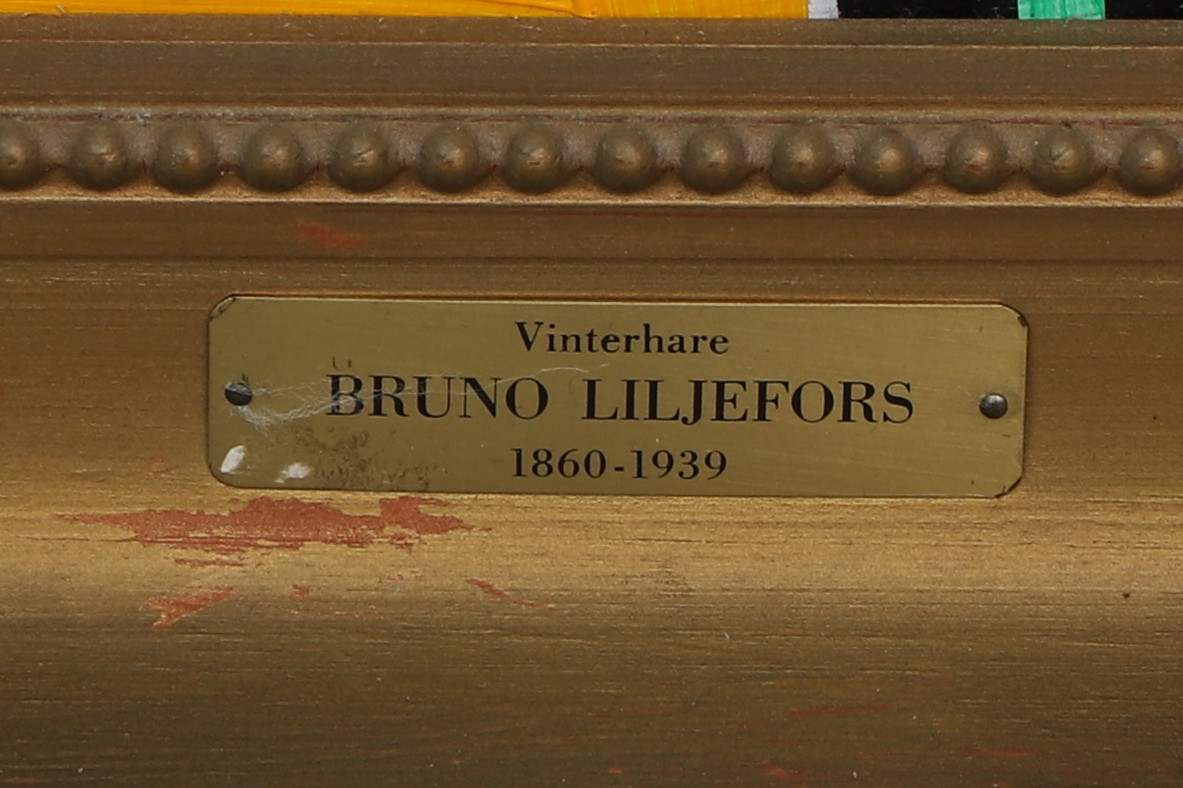 Vinterhare
BRUNO LILJEFORS
1860-1939